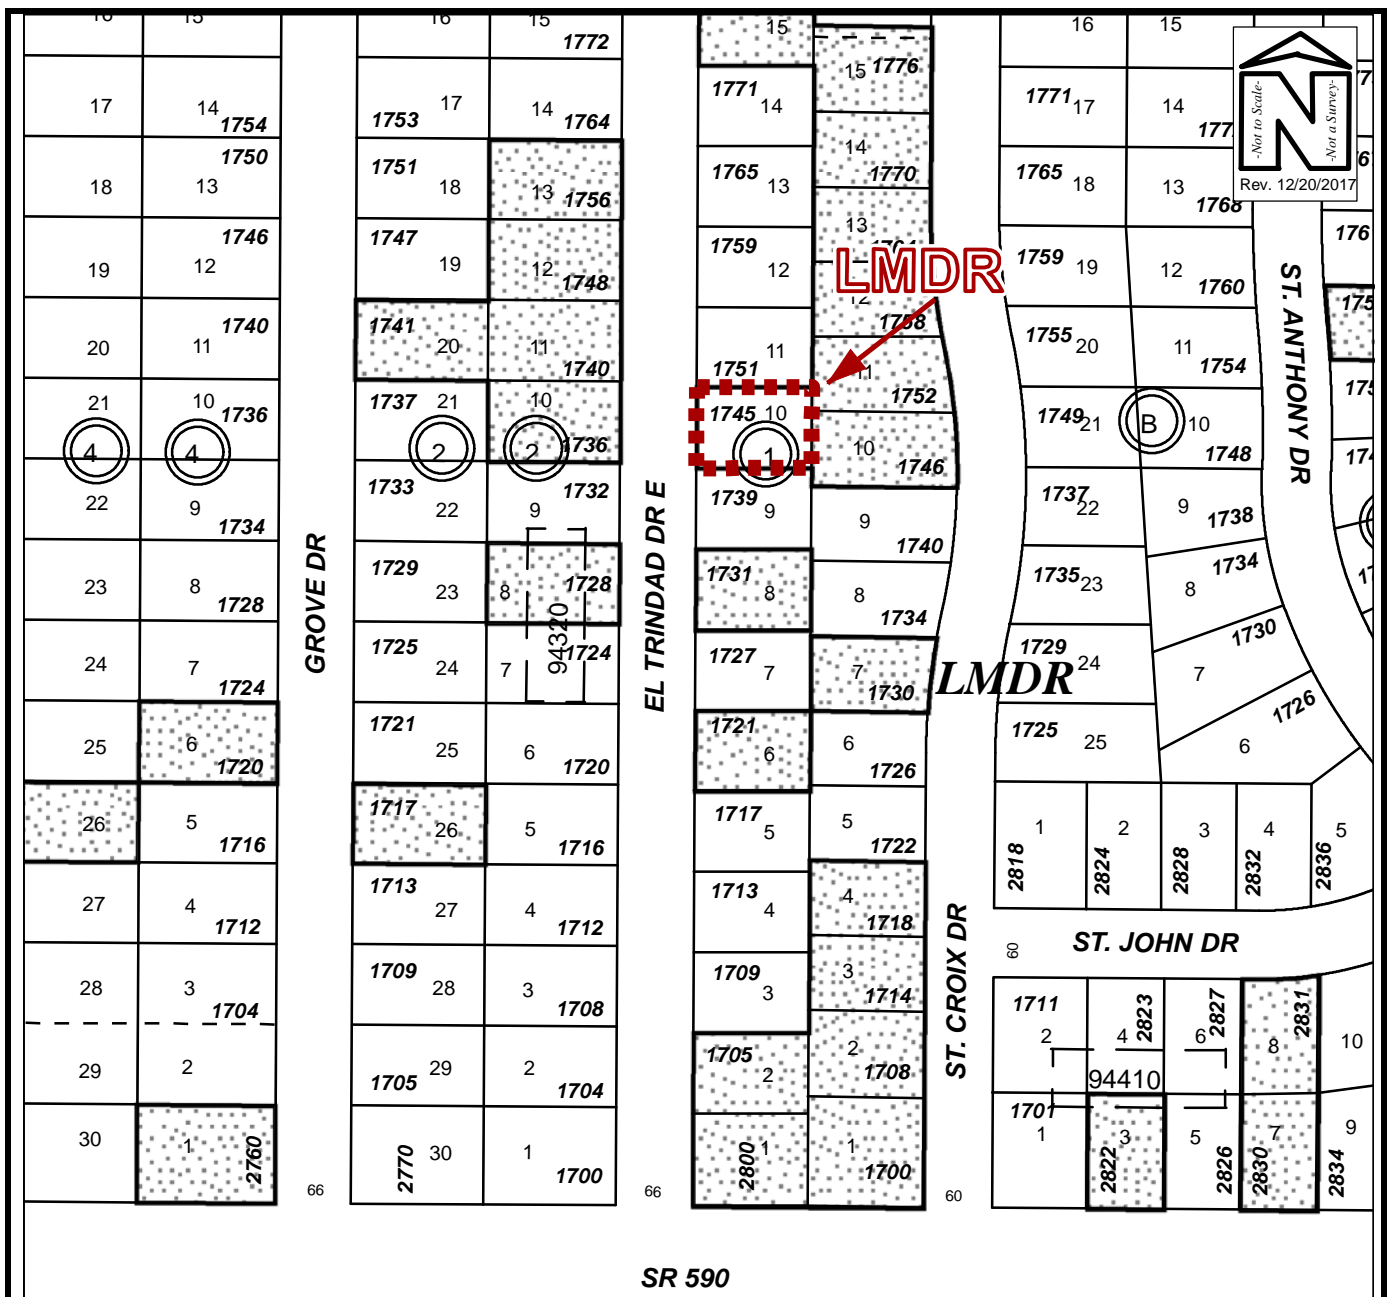 16 15
16 15 1772
15
15 1776
16 15
-Not to Scale-
-Not a Survey-
Rev. 12/20/2017
17 14 1754
1753 17 14 1764
1771 14
1771 17 14
1750
18 13
1751 18 13 1756
1765 13
14 1770
1765 18 13 1768
1746
19 12
1747 19 12 1748
1759 12
13
LMDR
12 1758
1759 19 12 1760
ST. ANTHONY DR
1740
20 11
1741 20 11 1740
1751 11
11 1752
1755 20 11 1754
21 10 1736
4 4
1737 21 10 1736
2 2
1745 10
1
10 1746
1749 21 B 10 1748
22 9 1734
1733 22 9 1732
1739 9
9 1740
1737 22 9 1738
GROVE DR
EL TRINDAD DR E
23 8 1728
1729 23 8 1728
94320
1731 8
8 1734
1735 23 8 1734
24 7 1724
1725 24 7 1724
1727 7
7 1730
LMDR
1729 24 7 1730
25 6 1720
1721 25 6 1720
1721 6
6 1726
1725 25 6 1726
26 5 1716
1717 26 5 1716
1717 5
5 1722
1 2 3 4 5
2818 2824 2828 2832 2836
27 4 1712
1713 27 4 1712
1713 4
4 1718
ST. CROIX DR
60
ST. JOHN DR
28 3 1704
1709 28 3 1708
1709 3
3 1714
1711 2 4 2823 6 2827 8 2831 10
29 2
1705 29 2 1704
1705 2
2 1708
94410
30 1 2760
66
2770 30 1 1700
66
2800 1
1 1700
60
1701 1 2822 3 5 2826 2830 7 2834 9
SR 590